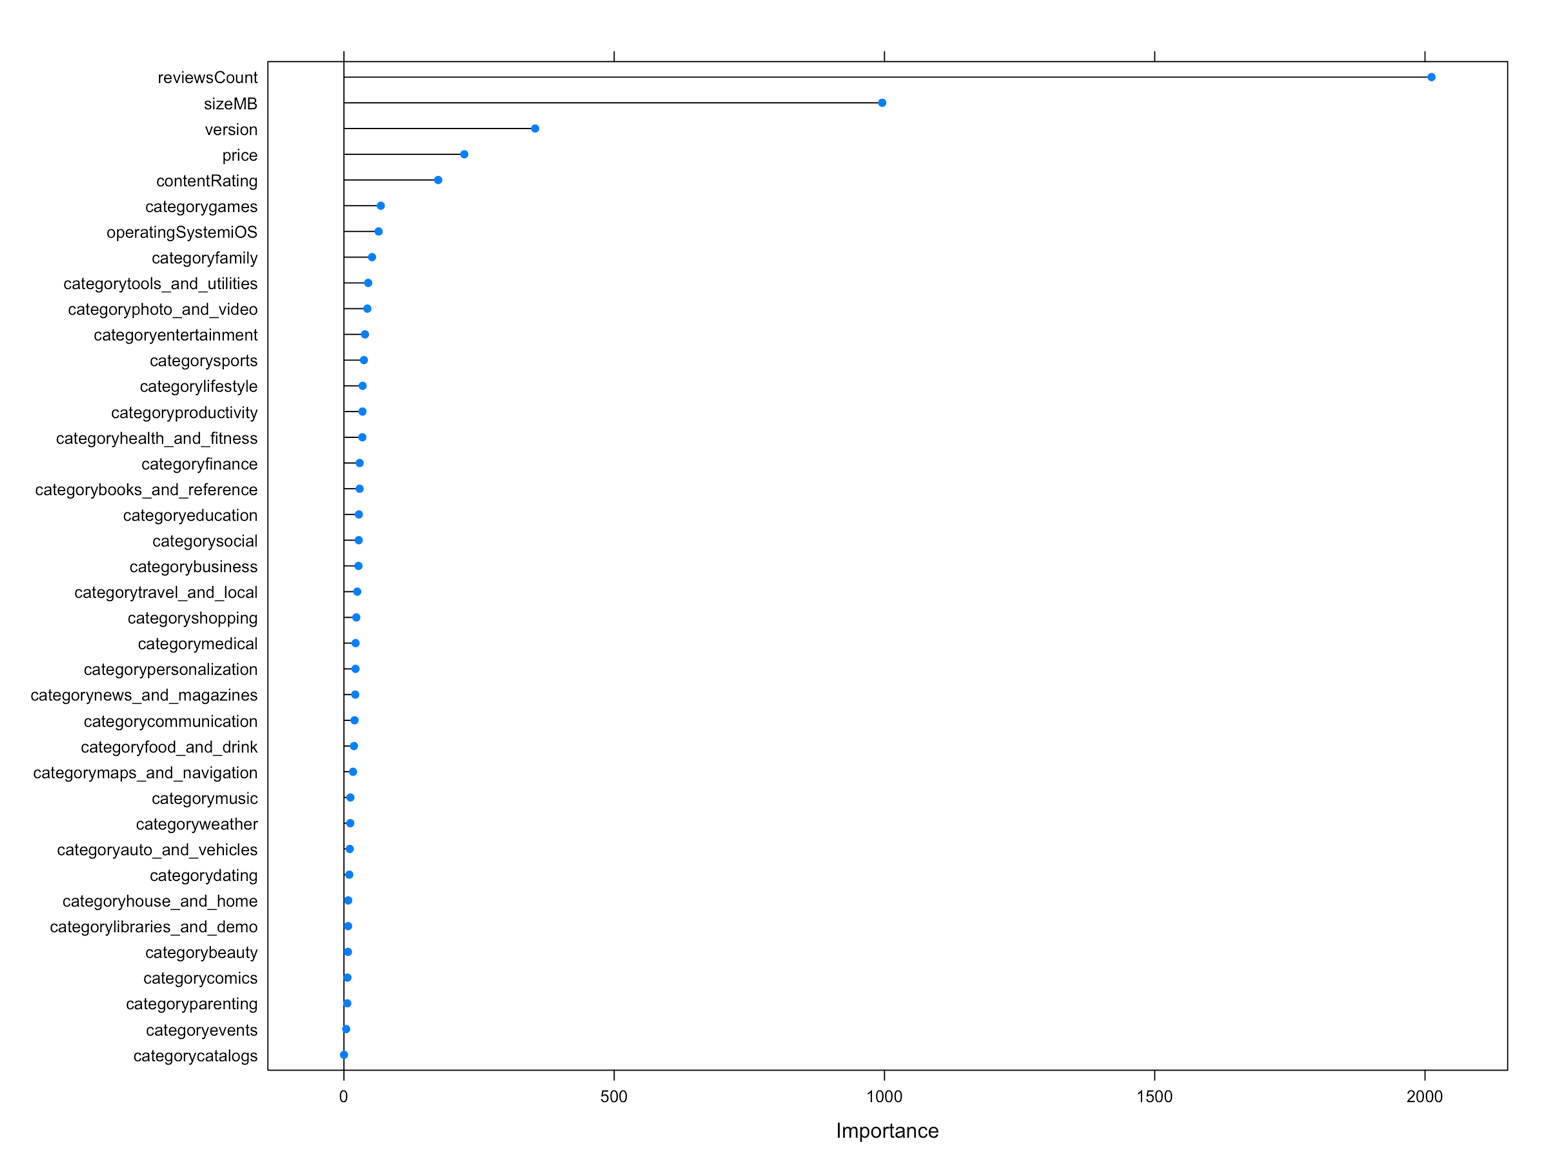 reviewsCount
sizeMB
version
price
contentRating
categorygames
operatingSystemiOS
categoryfamily
categorytools_and_utilities
categoryphoto_and_video
categoryentertainment
categorysports
categorylifestyle
categoryproductivity
categoryhealth_and_fitness
categoryfinance
categorybooks_and_reference
categoryeducation
categorysocial
categorybusiness
categorytravel_and_local
categoryshopping
categorymedical
categorypersonalization
categorynews_and_magazines
categorycommunication
categoryfood_and_drink
categorymaps_and_navigation
categorymusic
categoryweather
categoryauto_and_vehicles
categorydating
categoryhouse_and_home
categorylibraries_and_demo
categorybeauty
categorycomics
categoryparenting
categoryevents
categorycatalogs
0 500 1000 1500 2000
Importance